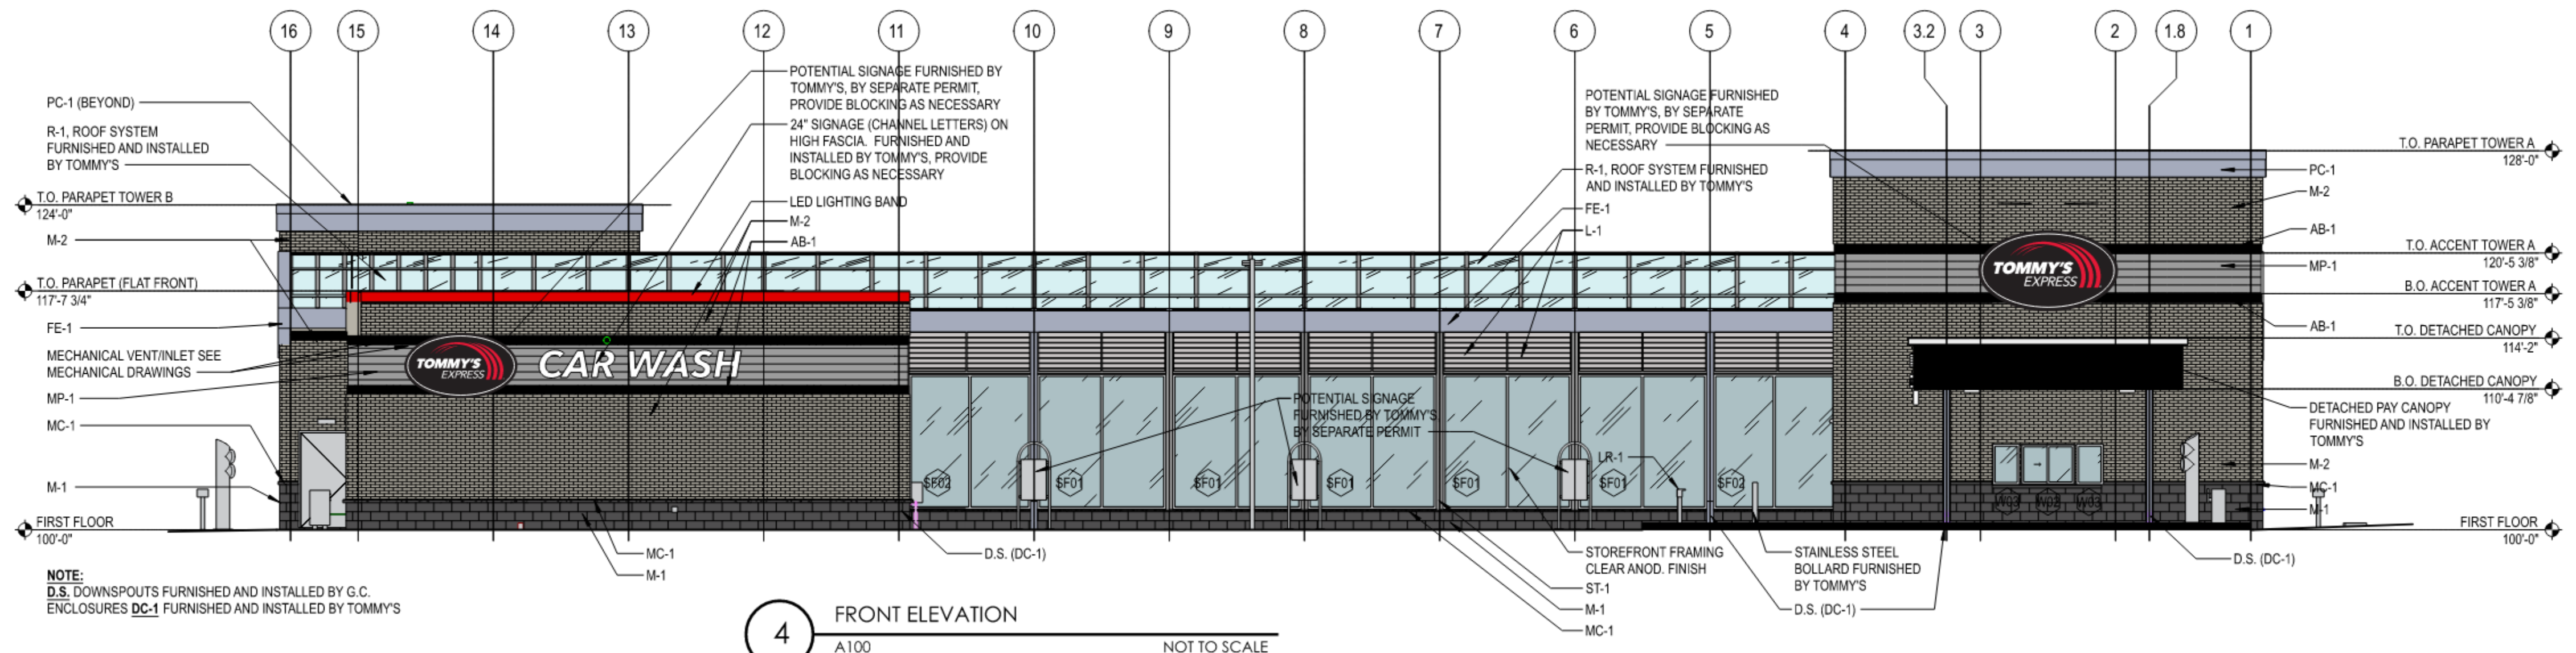 16 15 14 13 12 11 10 9 8 7 6 5 4 3.2 3 2 1.8 1
PC-1 (BEYOND)
R-1, ROOF SYSTEM
FURNISHED AND INSTALLED
BY TOMMY'S
T.O. PARAPET TOWER B
124'-0"
M-2
T.O. PARAPET (FLAT FRONT)
117'-7 3/4"
FE-1
MECHANICAL VENT/INLET SEE
MECHANICAL DRAWINGS
MP-1
MC-1
M-1
FIRST FLOOR
100'-0"
NOTE:
D.S. DOWNSPOUTS FURNISHED AND INSTALLED BY G.C.
ENCLOSURES DC-1 FURNISHED AND INSTALLED BY TOMMY'S
POTENTIAL SIGNAGE FURNISHED BY
TOMMY'S, BY SEPARATE PERMIT,
PROVIDE BLOCKING AS NECESSARY
24" SIGNAGE (CHANNEL LETTERS) ON
HIGH FASCIA. FURNISHED AND
INSTALLED BY TOMMY'S, PROVIDE
BLOCKING AS NECESSARY
LED LIGHTING BAND
M-2
AB-1
TOMMY'S
EXPRESS
CAR WASH
MC-1
M-1
D.S. (DC-1)
SF02
SF01
SF01
SF01
SF01
SF02
POTENTIAL SIGNAGE
FURNISHED BY TOMMY'S,
BY SEPARATE PERMIT
LR-1
POTENTIAL SIGNAGE FURNISHED
BY TOMMY'S, BY SEPARATE
PERMIT, PROVIDE BLOCKING AS
NECESSARY
R-1, ROOF SYSTEM FURNISHED
AND INSTALLED BY TOMMY'S
FE-1
L-1
STOREFRONT FRAMING
CLEAR ANOD. FINISH
ST-1
M-1
MC-1
STAINLESS STEEL
BOLLARD FURNISHED
BY TOMMY'S
D.S. (DC-1)
TOMMY'S
EXPRESS
W03
W02
W03
T.O. PARAPET TOWER A
128'-0"
PC-1
M-2
AB-1
T.O. ACCENT TOWER A
120'-5 3/8"
MP-1
B.O. ACCENT TOWER A
117'-5 3/8"
AB-1
T.O. DETACHED CANOPY
114'-2"
B.O. DETACHED CANOPY
110'-4 7/8"
DETACHED PAY CANOPY
FURNISHED AND INSTALLED BY
TOMMY'S
M-2
MC-1
M-1
FIRST FLOOR
100'-0"
D.S. (DC-1)
4
FRONT ELEVATION
A100 NOT TO SCALE